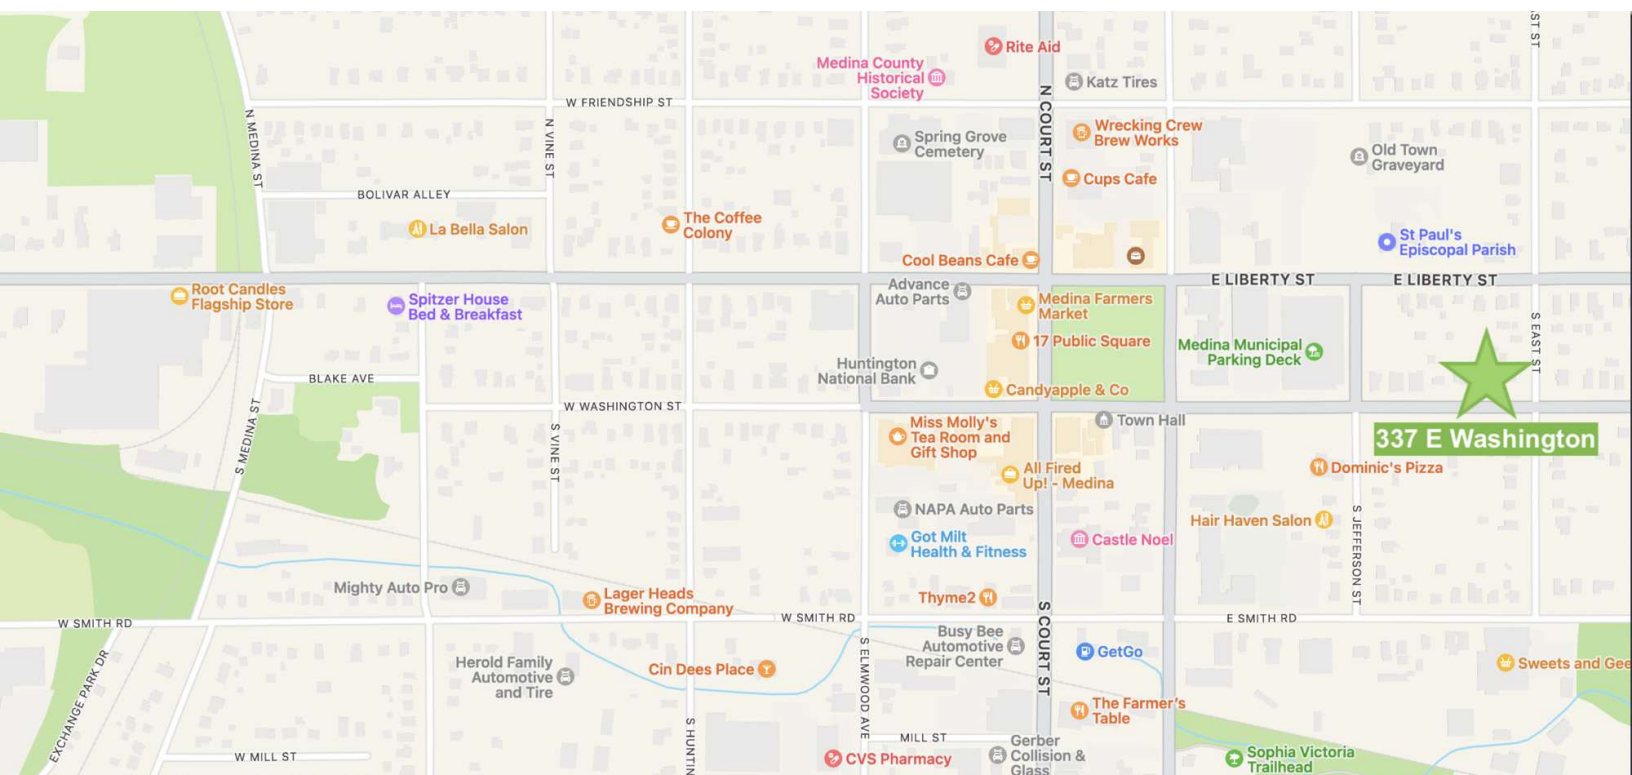 ST ST
Rite Aid
Medina County
Historical
Society
Katz Tires
W FRIENDSHIP ST
N COURT ST
N MEDINA ST
N VINE ST
Wrecking Crew
Brew Works
Spring Grove
Cemetery
Old Town
Graveyard
Cups Cafe
BOLIVAR ALLEY
The Coffee
Colony
La Bella Salon
St Paul's
Episcopal Parish
Cool Beans Cafe
E LIBERTY ST
E LIBERTY ST
Root Candles
Flagship Store
Spitzer House
Bed & Breakfast
Advance
Auto Parts
Medina Farmers
Market
S EAST ST
17 Public Square
Medina Municipal
Parking Deck
Huntington
National Bank
BLAKE AVE
Candyapple & Co
W WASHINGTON ST
S MEDINA ST
S VINE ST
Miss Molly's
Tea Room and
Gift Shop
Town Hall
337 E Washington
All Fired
Up! - Medina
Dominic's Pizza
NAPA Auto Parts
Hair Haven Salon
S JEFFERSON ST
Got Milt
Health & Fitness
Castle Noel
Mighty Auto Pro
Lager Heads
Brewing Company
Thyme2
W SMITH RD
W SMITH RD
E SMITH RD
S COURT ST
Busy Bee
Automotive
Repair Center
GetGo
S ELMWOOD AVE
Herold Family
Automotive
and Tire
Cin Dees Place
Sweets and Gee
EXCHANGE PARK DR
The Farmer's
Table
S HUNTIN
MILL ST
W MILL ST
CVS Pharmacy
Gerber
Collision &
Glass
Sophia Victoria
Trailhead